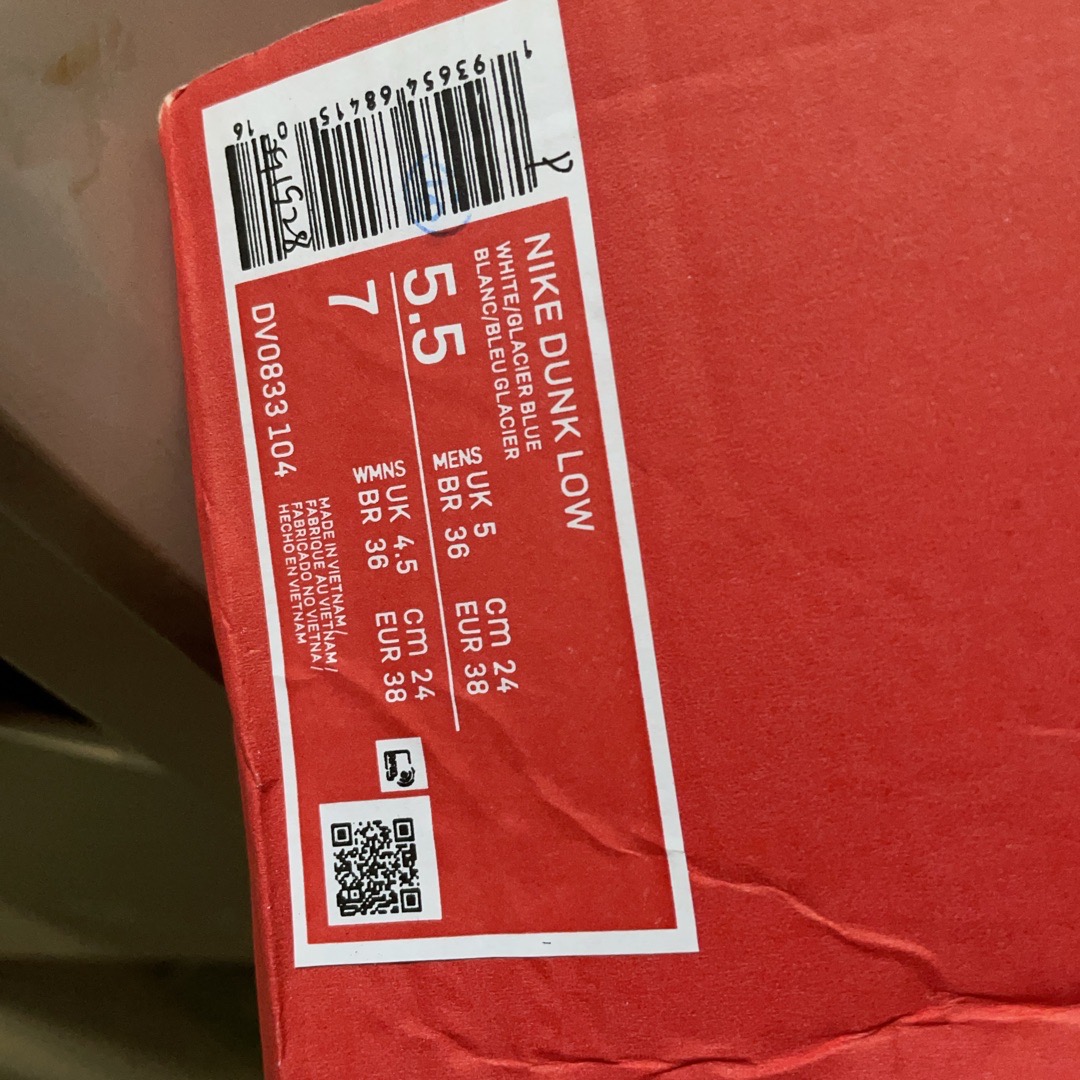 1 93654 68415 0 16
NIKE DUNK LOW
WHITE/GLACIER BLUE
BLANC/BLEU GLACIER
5.5
MENS UK 5 cm 24
BR 36 EUR 38
7
WMNS UK 4.5 cm 24
BR 36 EUR 38
DV0833 104
MADE IN VIETNAM/
FABRIQUE AU VIETNAM/
FABRICADO NO VIETNA/
HECHO EN VIETNAM